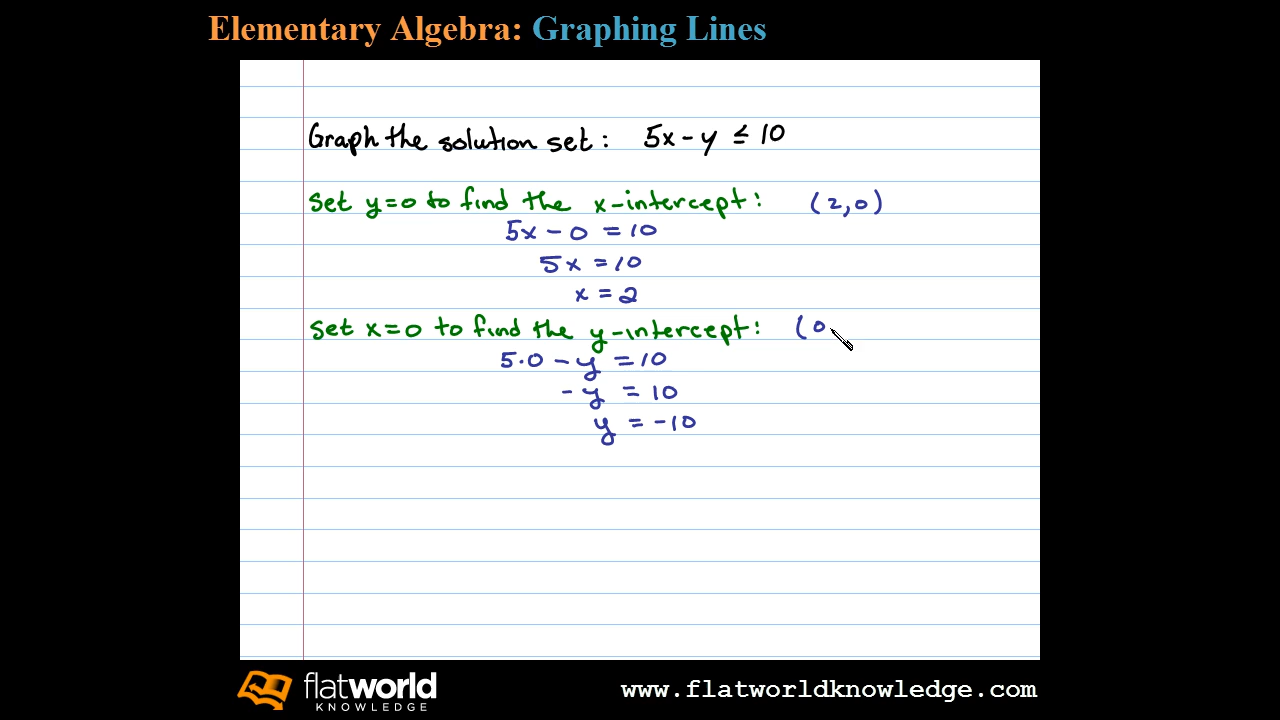 Elementary Algebra: Graphing Lines
Graph the solution set: 5x - y ≤ 10
Set y=0 to find the x-intercept: (2,0)
5x - 0 = 10
5x = 10
x = 2
Set x=0 to find the y-intercept: (0
5·0 - y = 10
-y = 10
y = -10
flatworld
KNOWLEDGE
www.flatworldknowledge.com